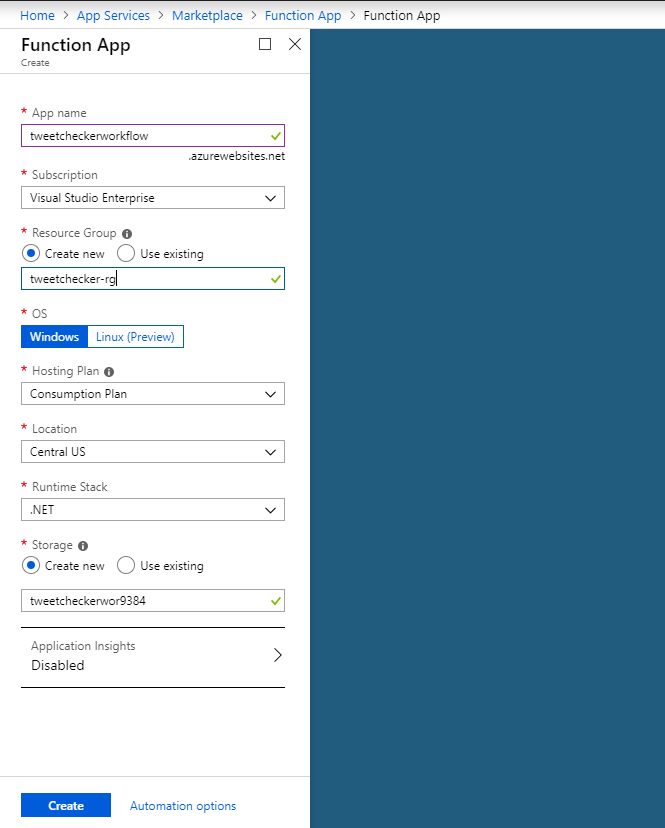 Home > App Services > Marketplace > Function App > Function App
Function App
Create
* App name
tweetcheckerworkflow
.azurewebsites.net
* Subscription
Visual Studio Enterprise
* Resource Group
Create new Use existing
tweetchecker-rg
* OS
Windows Linux (Preview)
* Hosting Plan
Consumption Plan
* Location
Central US
* Runtime Stack
.NET
* Storage
Create new Use existing
tweetcheckerwor9384
Application Insights
Disabled
Create Automation options